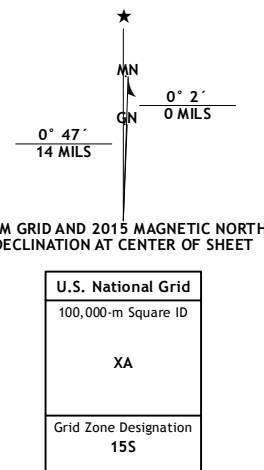 ★
MN
0° 2´
0 MILS
GN
0° 47´
14 MILS
M GRID AND 2015 MAGNETIC NORTH
DECLINATION AT CENTER OF SHEET
U.S. National Grid
100,000-m Square ID
XA
Grid Zone Designation
15S